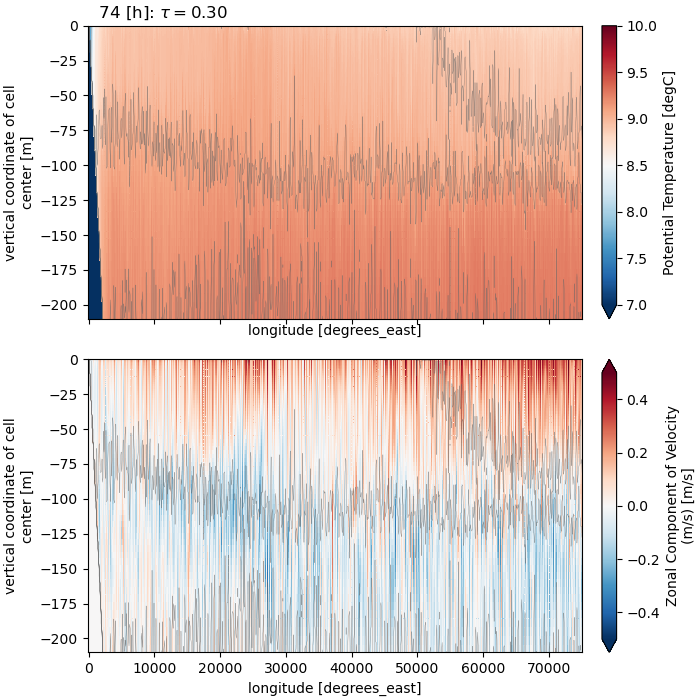 74 [h]: τ = 0.30
0
−25
−50
−75
−100
−125
−150
−175
−200
vertical coordinate of cell
center [m]
longitude [degrees_east]
10.0
9.5
9.0
8.5
8.0
7.5
7.0
Potential Temperature [degC]
0
−25
−50
−75
−100
−125
−150
−175
−200
vertical coordinate of cell
center [m]
0 10000 20000 30000 40000 50000 60000 70000
longitude [degrees_east]
0.4
0.2
0.0
−0.2
−0.4
Zonal Component of Velocity
(m/s) [m/s]